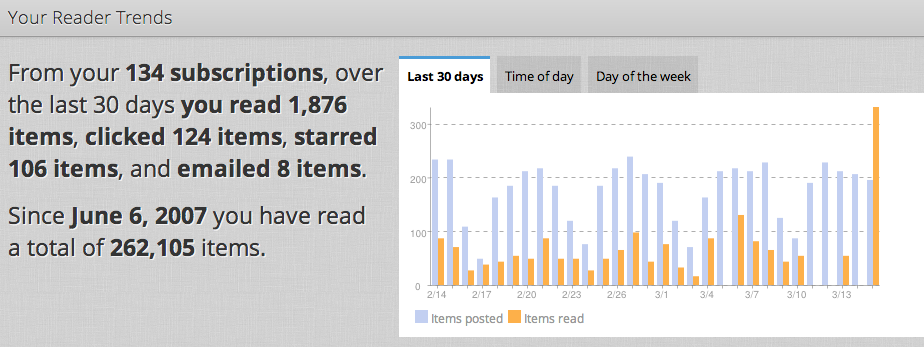 Your Reader Trends
From your 134 subscriptions, over
the last 30 days you read 1,876
items, clicked 124 items, starred
106 items, and emailed 8 items.
Since June 6, 2007 you have read
a total of 262,105 items.
Last 30 days Time of day Day of the week
300
200
100
0
2/14 2/17 2/20 2/23 2/26 3/1 3/4 3/7 3/10 3/13
Items posted Items read